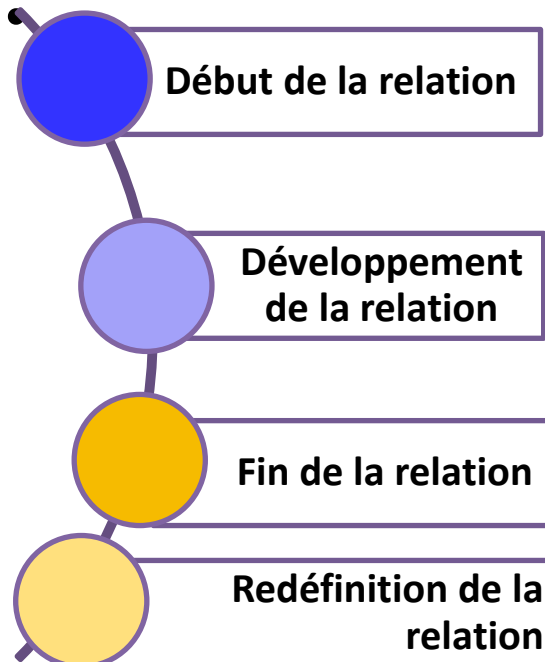 Début de la relation
Développement
de la relation
Fin de la relation
Redéfinition de la
relation